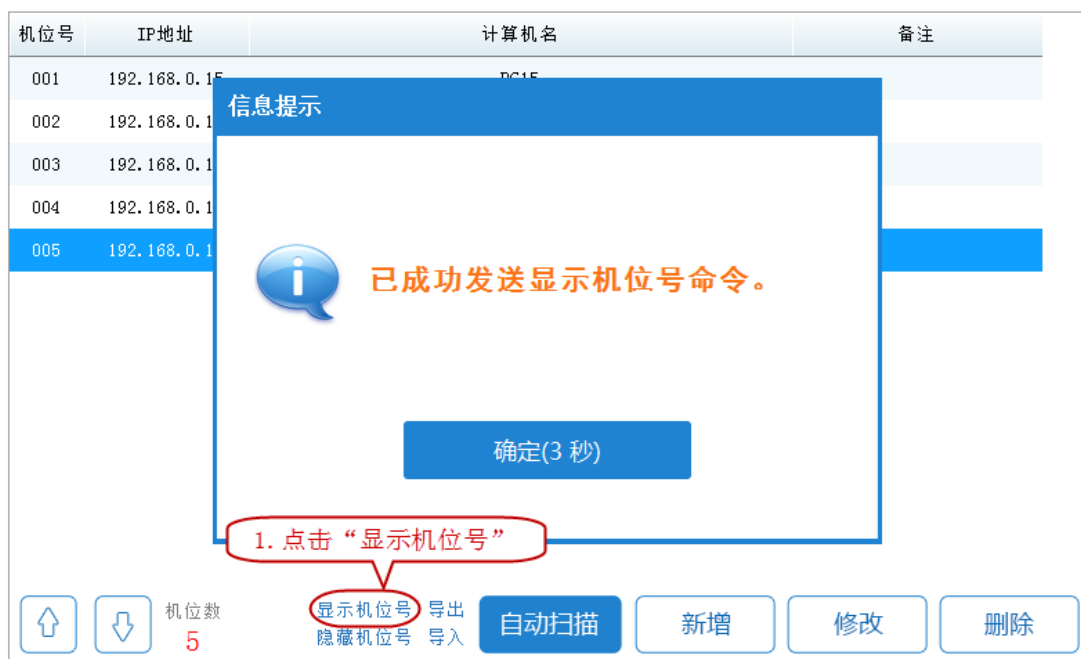 机位号 IP地址 计算机名 备注
001 192.168.0.15 PC15
002 192.168.0.1
003 192.168.0.1
004 192.168.0.1
005 192.168.0.1
信息提示
已成功发送显示机位号命令。
确定(3 秒)
1. 点击“显示机位号”
机位数
5
显示机位号 导出
隐藏机位号 导入
自动扫描 新增 修改 删除